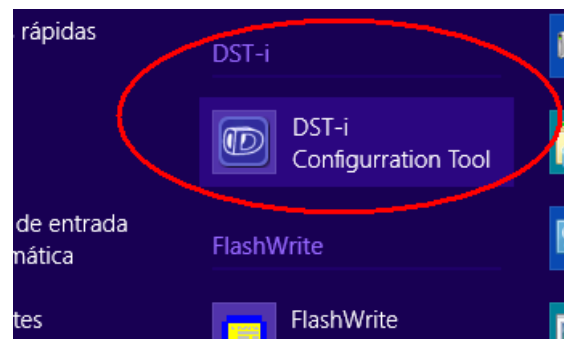 rápidas
DST-i
DST-i
Configurration Tool
de entrada
mática
FlashWrite
tes
FlashWrite